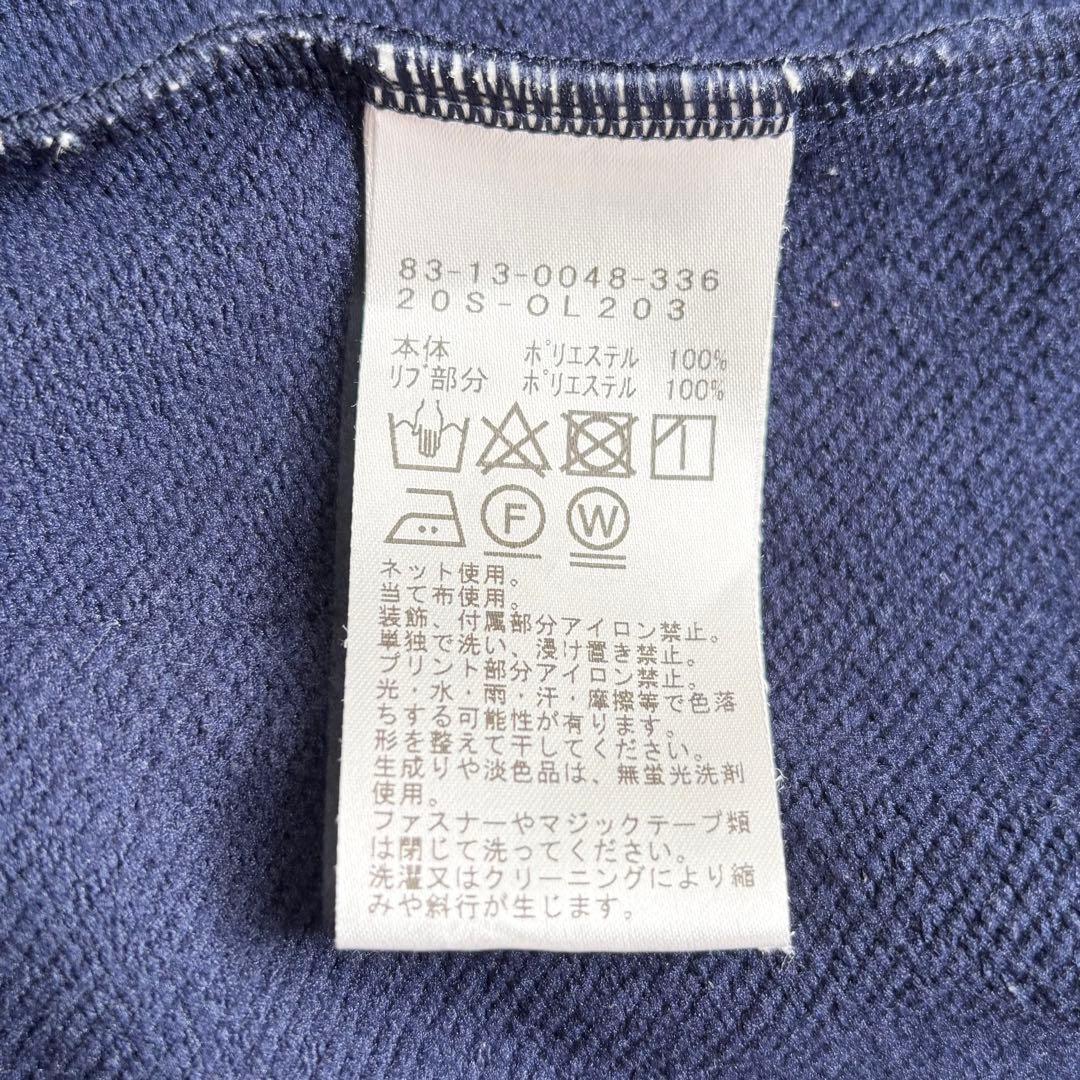 83-13-0048-336
20S-OL203
本体 ポリエステル 100%
リブ部分 ポリエステル 100%
F W
ネット使用。
当て布使用。
装飾、付属部分アイロン禁止。
単独で洗い、浸け置き禁止。
プリント部分アイロン禁止。
光・水・雨・汗・摩擦等で色落
ちする可能性が有ります。
形を整えて干してください。
生成りや淡色品は、無蛍光洗剤
使用。
ファスナーやマジックテープ類
は閉じて洗ってください。
洗濯又はクリーニングにより縮
みや斜行が生じます。